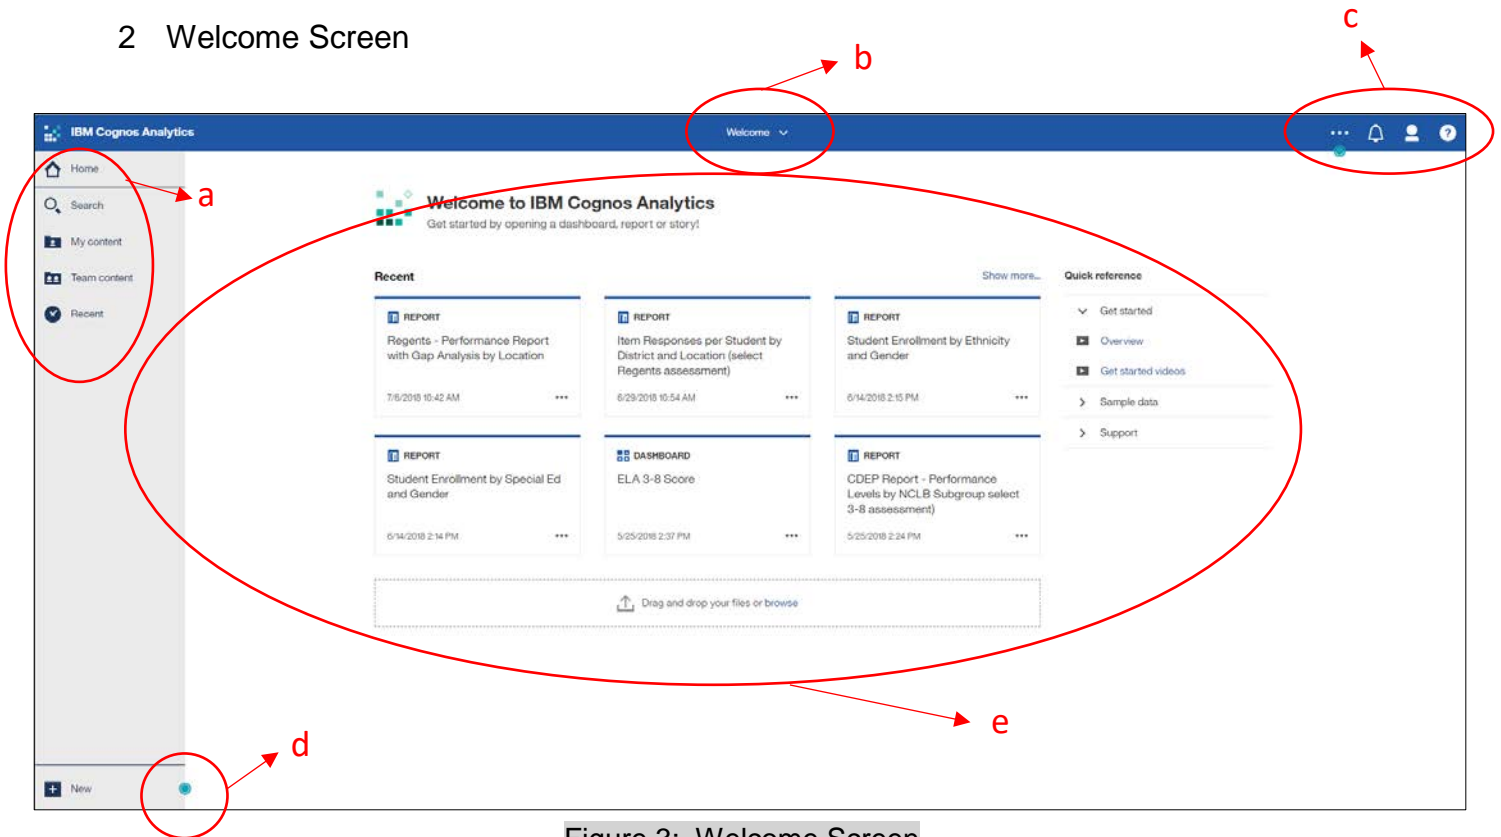 2 Welcome Screen
c
b
IBM Cognos Analytics
Welcome
Home
Search
My content
Team content
Recent
a
Welcome to IBM Cognos Analytics
Get started by opening a dashboard, report or story!
Recent
Show more...
REPORT
Regents - Performance Report
with Gap Analysis by Location
7/6/2018 10:42 AM
REPORT
Item Responses per Student by
District and Location (select
Regents assessment)
6/29/2018 10:54 AM
REPORT
Student Enrollment by Ethnicity
and Gender
6/14/2018 2:15 PM
REPORT
Student Enrollment by Special Ed
and Gender
6/14/2018 2:14 PM
DASHBOARD
ELA 3-8 Score
5/25/2018 2:37 PM
REPORT
CDEP Report - Performance
Levels by NCLB Subgroup select
3-8 assessment)
5/25/2018 2:24 PM
Quick reference
Get started
Overview
Get started videos
Sample data
Support
Drag and drop your files or browse
e
d
New
Figure 3: Welcome Screen